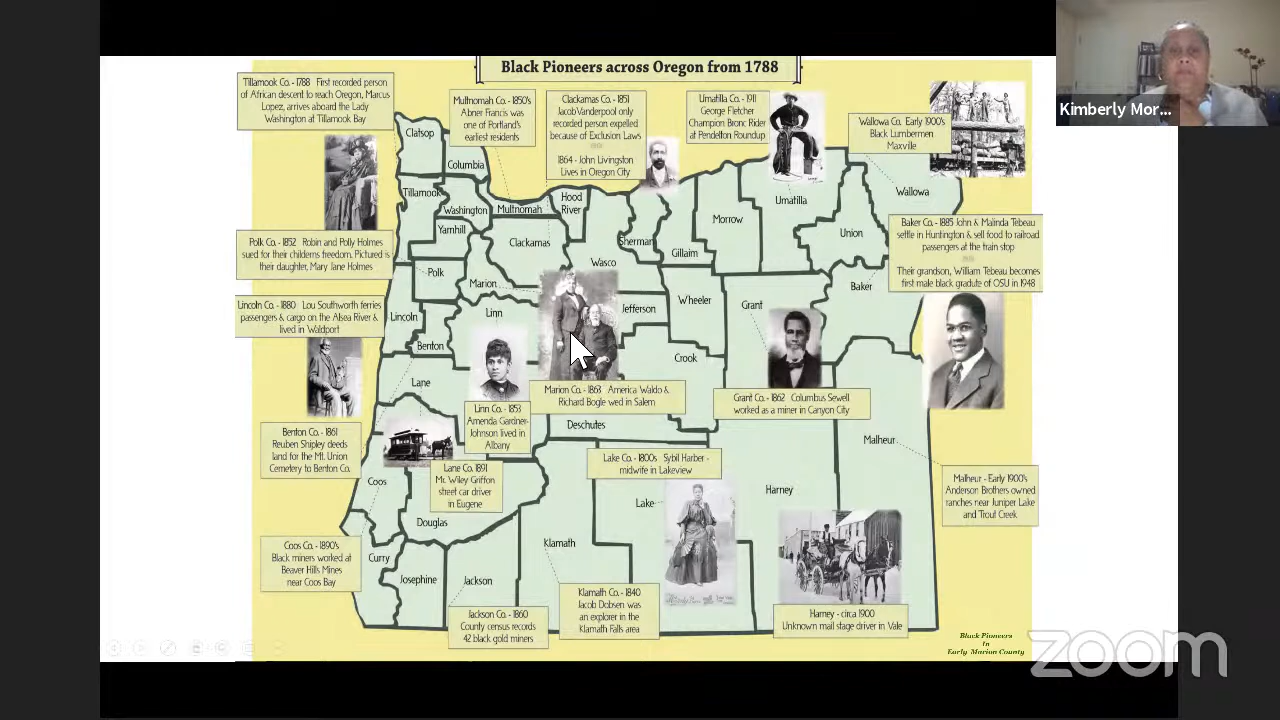 Black Pioneers across Oregon from 1788
Kimberly Mor...
Tillamook Co. - 1788 First recorded person
of African descent to reach Oregon, Marcus
Lopez, arrives aboard the Lady
Washington at Tillamook Bay
Multnomah Co. - 1850's
Abner Francis was
one of Portland's
earliest residents
Clackamas Co. - 1851
Jacob Vanderpool only
recorded person expelled
because of Exclusion Laws
1864 - John Livingston
Lives in Oregon City
Umatilla Co. - 1911
George Fletcher
Champion Bronc Rider
at Pendelton Roundup
Wallowa Co. Early 1900's
Black Lumbermen
Maxville
Clatsop
Columbia
Tillamook
Washington
Multnomah
Hood
River
Yamhill
Clackamas
Sherman
Wasco
Gillaim
Morrow
Umatilla
Union
Wallowa
Baker Co. - 1885 John & Malinda Tebeau
settle in Huntington & sell food to railroad
passengers at the train stop
Their grandson, William Tebeau becomes
first male black gradute of OSU in 1948
Polk Co. - 1852 Robin and Polly Holmes
sued for their childerns freedom. Pictured is
their daughter, Mary Jane Holmes
Polk
Marion
Jefferson
Wheeler
Grant
Baker
Lincoln Co. - 1880 Lou Southworth ferries
passengers & cargo on the Alsea River &
lived in Waldport
Lincoln
Linn
Benton
Crook
Lane
Marion Co. - 1863 America Waldo &
Richard Bogle wed in Salem
Grant Co. - 1862 Columbus Sewell
worked as a miner in Canyon City
Linn Co. - 1853
Amenda Gardner-
Johnson lived in
Albany
Deschutes
Malheur
Benton Co. - 1861
Reuben Shipley deeds
land for the Mt. Union
Cemetery to Benton Co.
Lane Co. 1891
Mr. Wiley Griffon
street car driver
in Eugene
Lake Co. - 1800s Sybil Harber -
midwife in Lakeview
Malheur - Early 1900's
Anderson Brothers owned
ranches near Juniper Lake
and Trout Creek
Coos
Douglas
Lake
Harney
Klamath
Coos Co. - 1890's
Black miners worked at
Beaver Hills Mines
near Coos Bay
Curry
Josephine
Jackson
Jackson Co. - 1860
County census records
42 black gold miners
Klamath Co. - 1840
Jacob Dobsen was
an explorer in the
Klamath Falls area
Harney - circa 1900
Unknown mail stage driver in Vale
Black Pioneers
In
Early Marion County
zoom